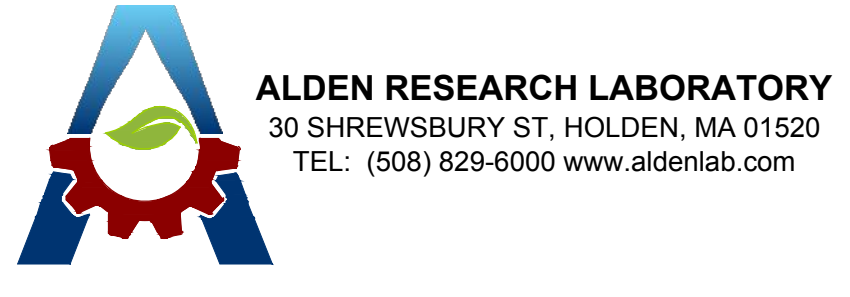 ALDEN RESEARCH LABORATORY
30 SHREWSBURY ST, HOLDEN, MA 01520
TEL:  (508) 829-6000 www.aldenlab.com